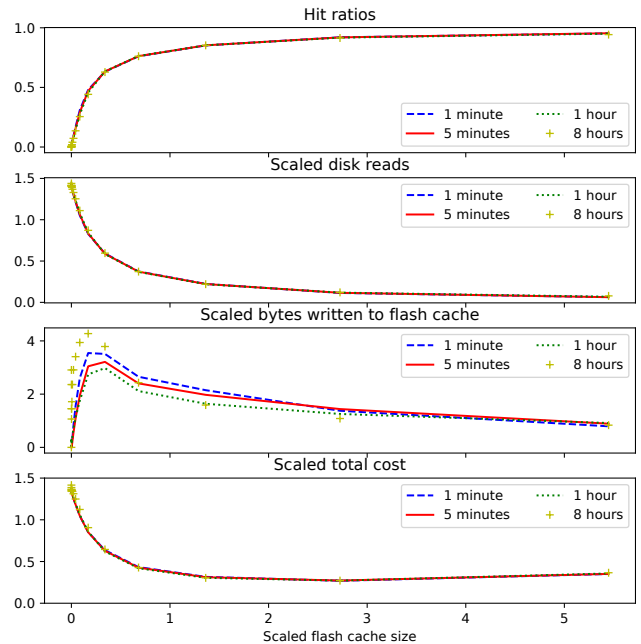 Hit ratios
1.0
0.5
0.0
1 minute 1 hour
5 minutes 8 hours
Scaled disk reads
1.5
1.0
0.5
0.0
1 minute 1 hour
5 minutes 8 hours
Scaled bytes written to flash cache
4
2
0
1 minute 1 hour
5 minutes 8 hours
Scaled total cost
1.5
1.0
0.5
0.0
1 minute 1 hour
5 minutes 8 hours
0 1 2 3 4 5
Scaled flash cache size